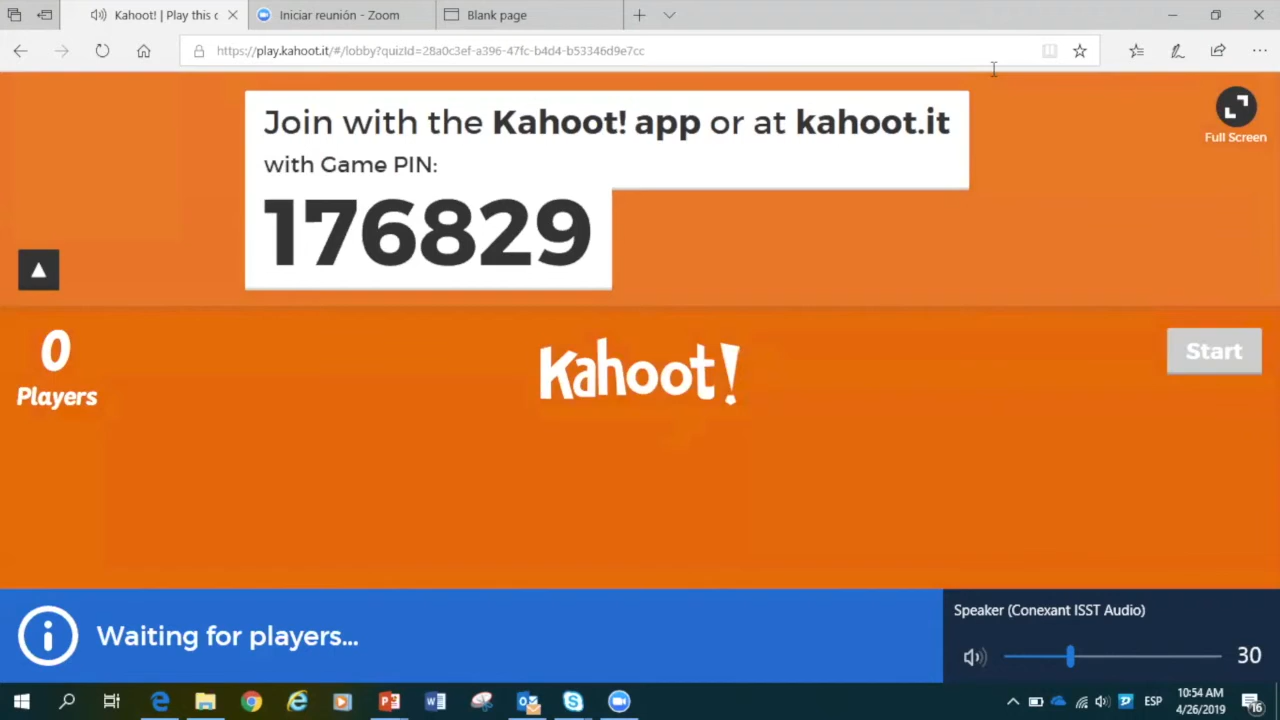 Kahoot! | Play this c
Iniciar reunión - Zoom
Blank page
https://play.kahoot.it/#/lobby?quizId=28a0c3ef-a396-47fc-b4d4-b53346d9e7cc
Join with the Kahoot! app or at kahoot.it
with Game PIN:
176829
Full Screen
0
Players
Kahoot!
Start
Waiting for players...
Speaker (Conexant ISST Audio)
30
ESP
10:54 AM
4/26/2019
16